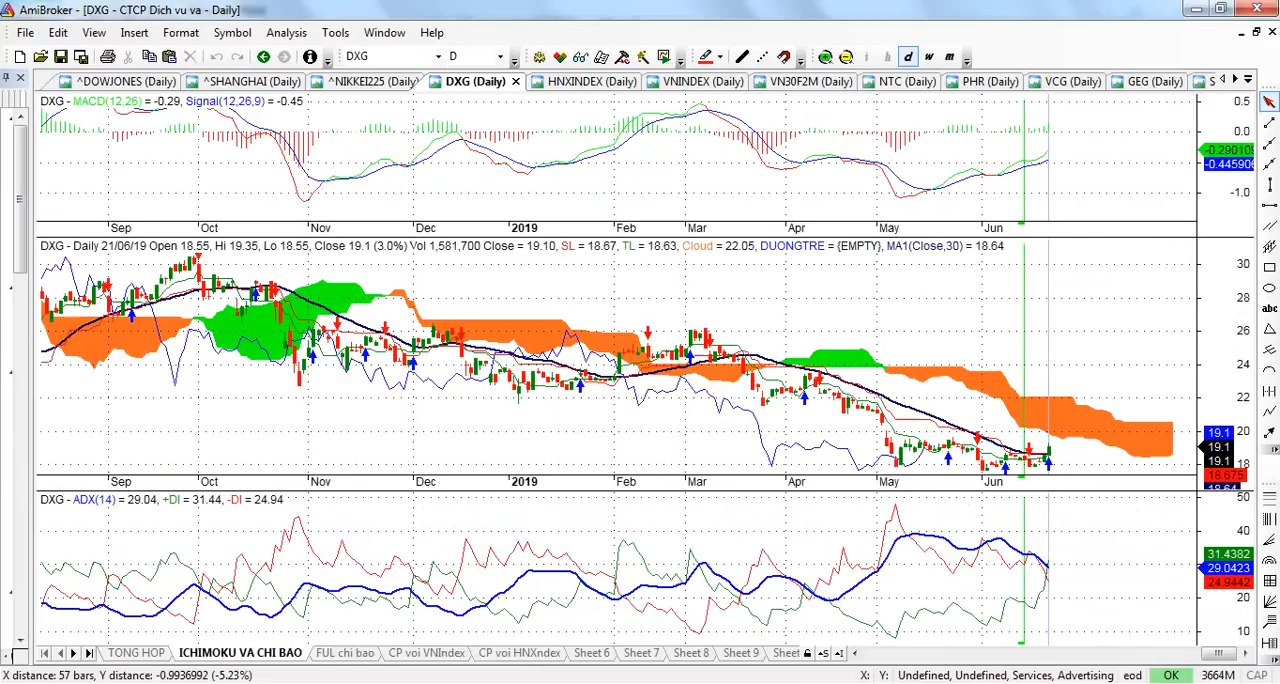 AmiBroker - [DXG - CTCP Dich vu va - Daily]
File Edit View Insert Format Symbol Analysis Tools Window Help
DXG D i h d w m
^DOWJONES (Daily) ^SHANGHAI (Daily) ^NIKKEI225 (Daily) DXG (Daily) HNXINDEX (Daily) VNINDEX (Daily) VN30F2M (Daily) NTC (Daily) PHR (Daily) VCG (Daily) GEG (Daily) S
DXG - MACD(12,26) = -0.29, Signal(12,26,9) = -0.45
0.5
0.0
-0.290109
-0.445906
-1.0
Sep Oct Nov Dec 2019 Feb Mar Apr May Jun
DXG - Daily 21/06/19 Open 18.55, Hi 19.35, Lo 18.55, Close 19.1 (3.0%) Vol 1,581,700 Close = 19.10, SL = 18.67, TL = 18.63, Cloud = 22.05, DUONGTRE = {EMPTY}, MA1(Close,30) = 18.64
30
28
26
24
22
20
19.1
19.1
19.1
18
18.675
18.64
Sep Oct Nov Dec 2019 Feb Mar Apr May Jun
DXG - ADX(14) = 29.04, +DI = 31.44, -DI = 24.94
50
40
31.4382
29.0423
24.9442
20
10
abc
TONG HOP ICHIMOKU VA CHI BAO FUL chi bao CP voi VNIndex CP voi HNXndex Sheet 6 Sheet 7 Sheet 8 Sheet 9 Sheet
X distance: 57 bars, Y distance: -0.9936992 (-5.23%) X: Y: Undefined, Undefined, Services, Advertising eod OK 3664M CAP